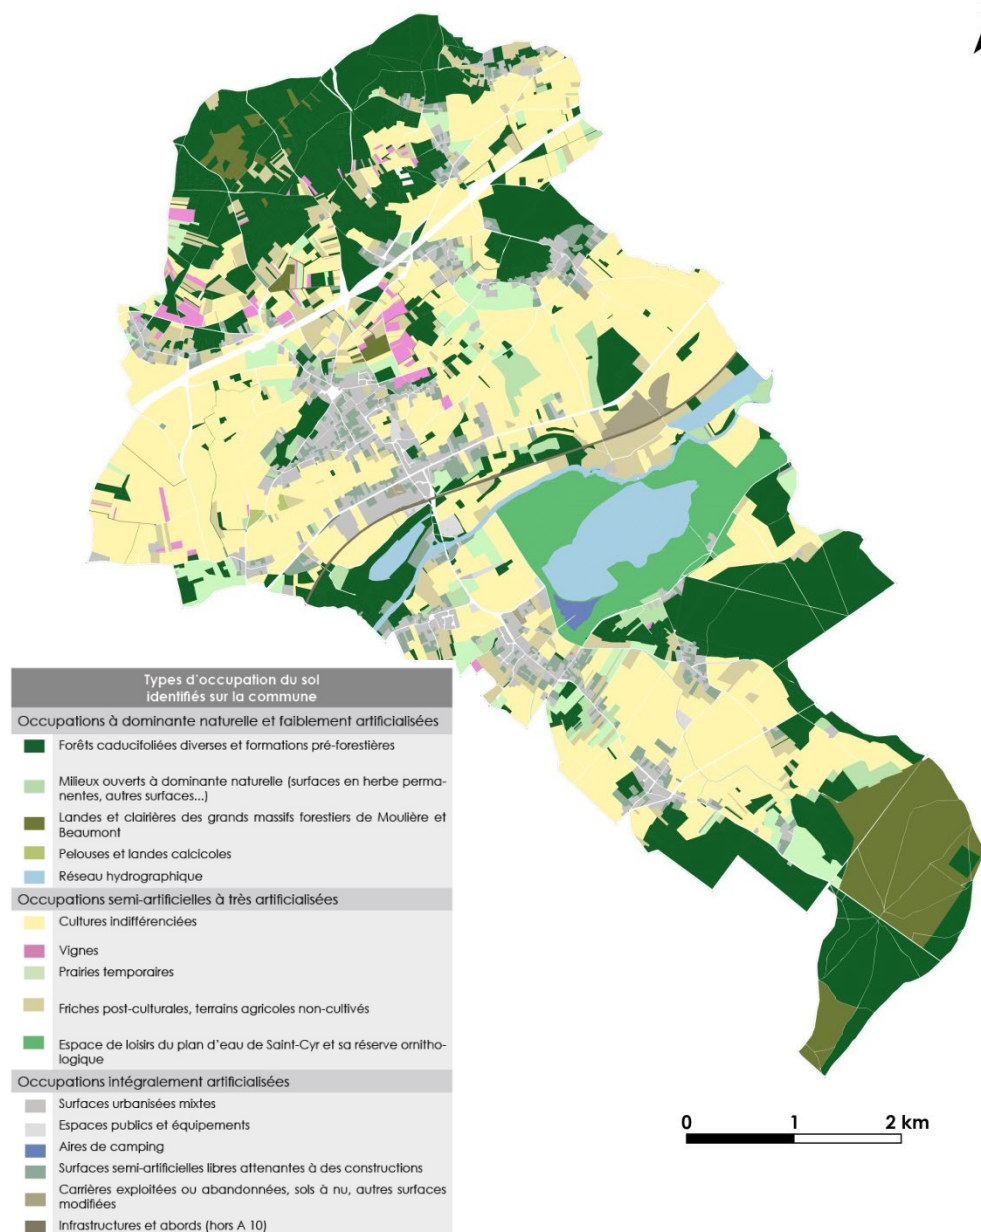 Types d'occupation du sol
identifiés sur la commune
Occupations à dominante naturelle et faiblement artificialisées
Forêts caducifoliées diverses et formations pré-forestières
Milieux ouverts à dominante naturelle (surfaces en herbe perma-
nentes, autres surfaces...)
Landes et clairières des grands massifs forestiers de Moulière et
Beaumont
Pelouses et landes calcicoles
Réseau hydrographique
Occupations semi-artificielles à très artificialisées
Cultures indifférenciées
Vignes
Prairies temporaires
Friches post-culturales, terrains agricoles non-cultivés
Espace de loisirs du plan d'eau de Saint-Cyr et sa réserve ornitho-
logique
Occupations intégralement artificialisées
Surfaces urbanisées mixtes
Espaces publics et équipements
Aires de camping
Surfaces semi-artificielles libres attenantes à des constructions
Carrières exploitées ou abandonnées, sols à nu, autres surfaces
modifiées
Infrastructures et abords (hors A 10)
0 1 2 km